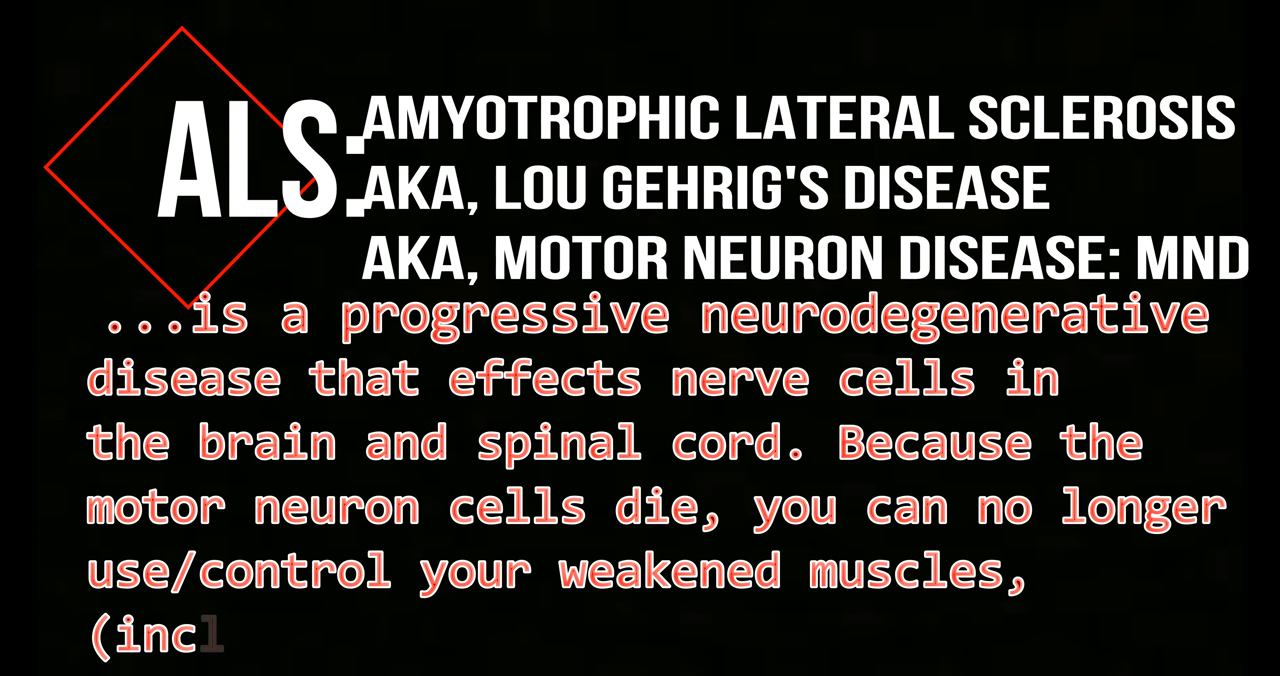 ALS:
AMYOTROPHIC LATERAL SCLEROSIS
AKA, LOU GEHRIG'S DISEASE
AKA, MOTOR NEURON DISEASE: MND
...is a progressive neurodegenerative
disease that effects nerve cells in
the brain and spinal cord. Because the
motor neuron cells die, you can no longer
use/control your weakened muscles,
(incl